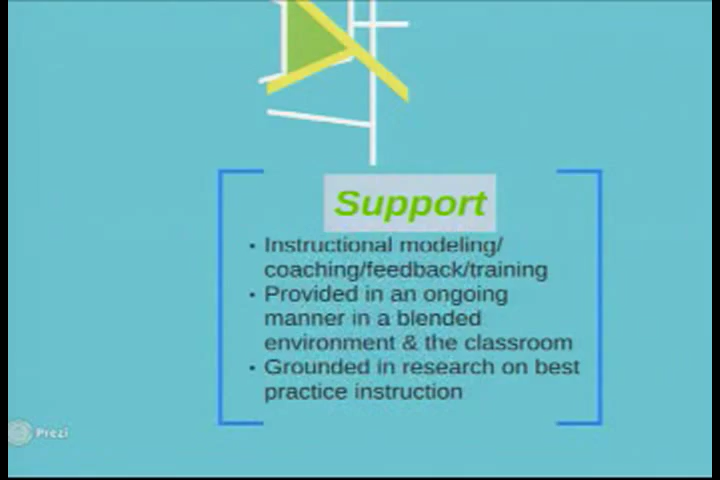 Support
• Instructional modeling/
coaching/feedback/training
• Provided in an ongoing
manner in a blended
environment & the classroom
• Grounded in research on best
practice instruction
Prezi